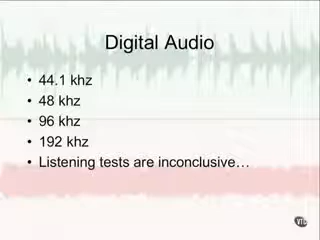 Digital Audio
• 44.1 khz
• 48 khz
• 96 khz
• 192 khz
• Listening tests are inconclusive…